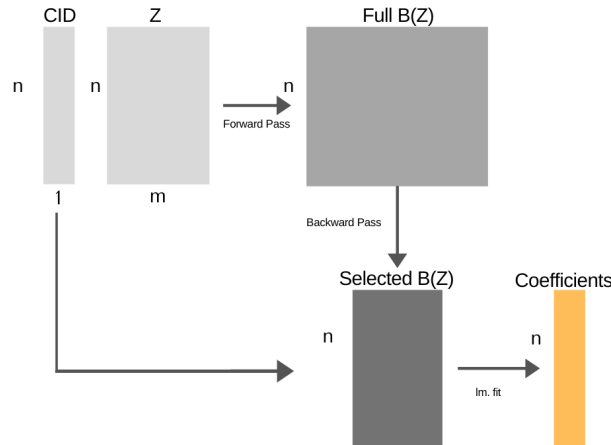 CID
Z
Full B(Z)
n
n
n
Forward Pass
1
m
Backward Pass
Selected B(Z)
Coefficients
n
n
lm. fit